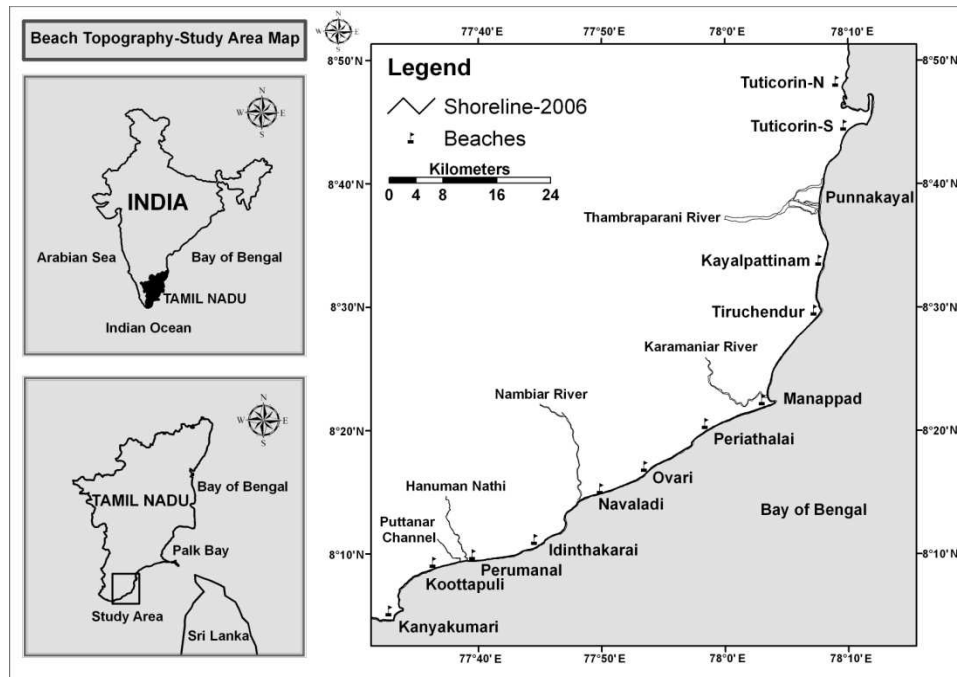 Beach Topography-Study Area Map
N
W E
S
N
W E
S
INDIA
Arabian Sea
Bay of Bengal
TAMIL NADU
Indian Ocean
N
W E
S
TAMIL NADU
Bay of Bengal
Palk Bay
Study Area
Sri Lanka
77°40'E 77°50'E 78°0'E 78°10'E
8°50'N
8°40'N
8°30'N
8°20'N
8°10'N
Legend
Shoreline-2006
Beaches
Kilometers
0 4 8 16 24
Tuticorin-N
Tuticorin-S
Punnakayal
Thambraparani River
Kayalpattinam
Tiruchendur
Karamaniar River
Manappad
Nambiar River
Periathalai
Ovari
Hanuman Nathi
Navaladi
Bay of Bengal
Puttanar
Channel
Idinthakarai
Perumanal
Koottapuli
Kanyakumari
8°50'N
8°40'N
8°30'N
8°20'N
8°10'N
77°40'E 77°50'E 78°0'E 78°10'E